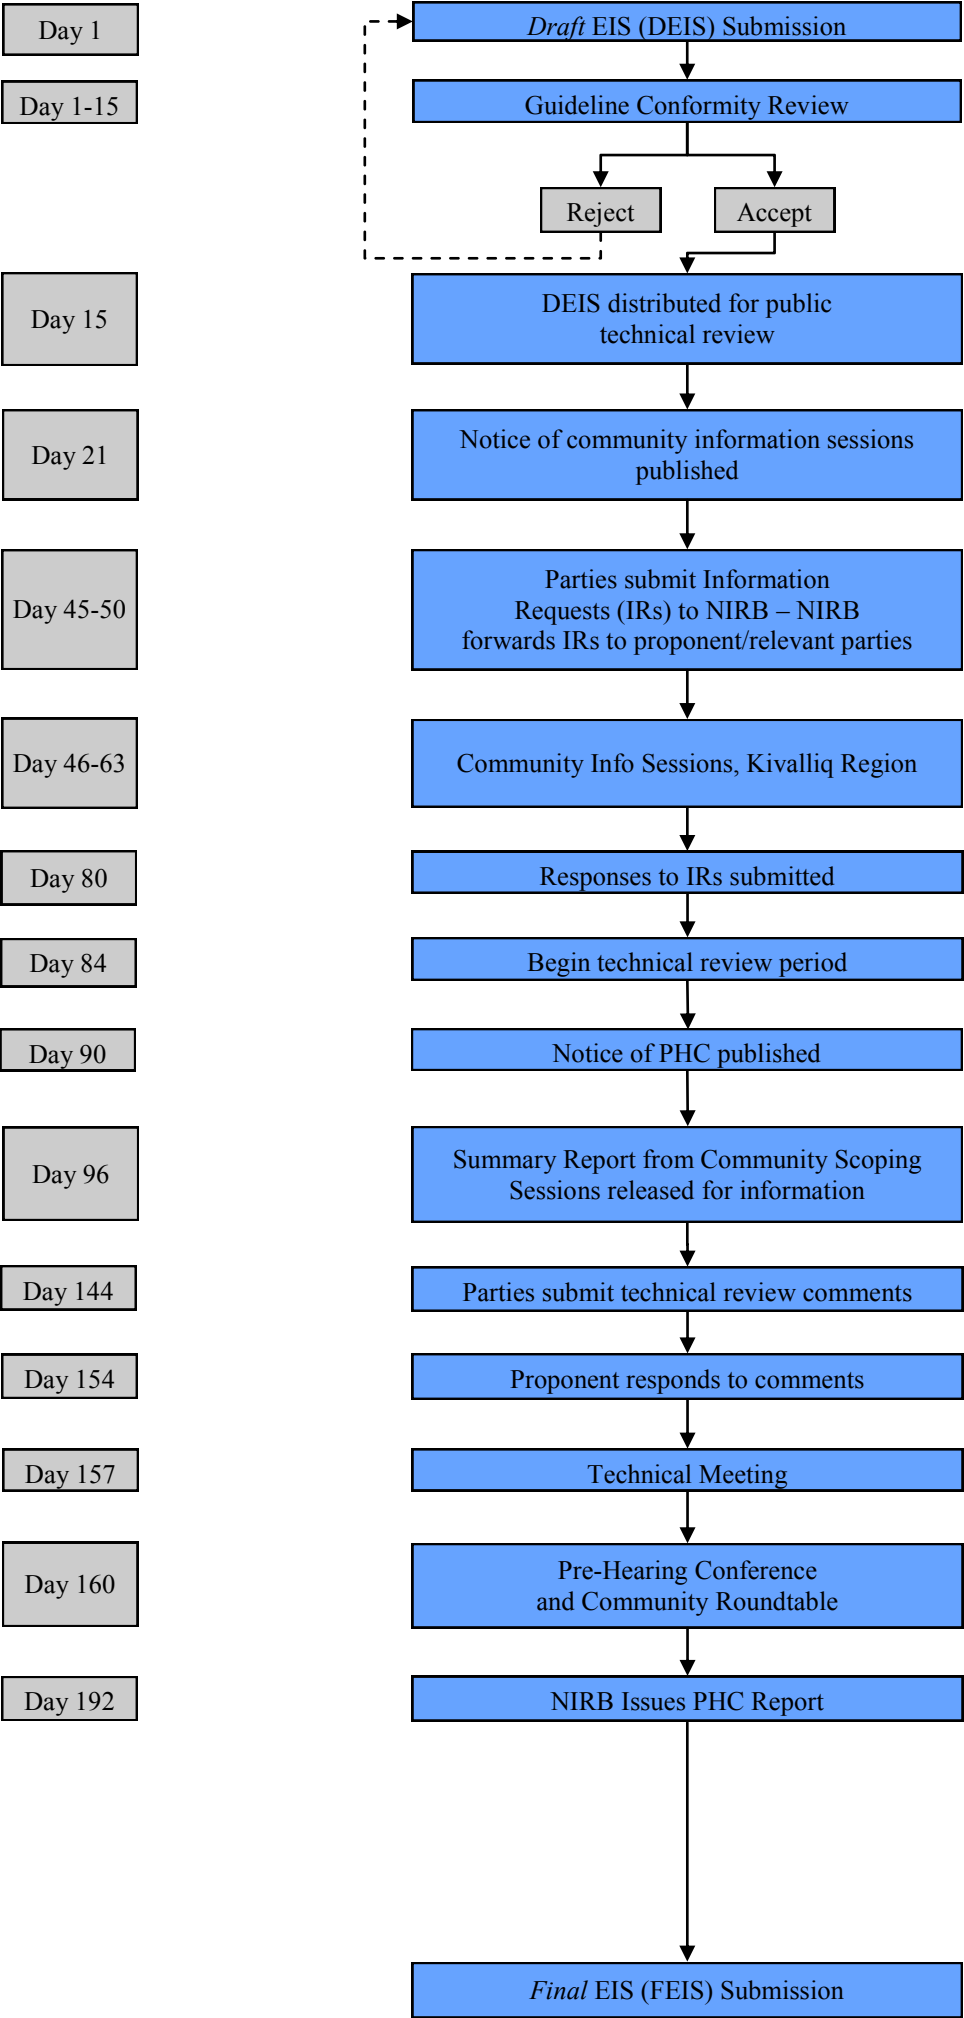 Day 1
Draft EIS (DEIS) Submission
Day 1-15
Guideline Conformity Review
Reject
Accept
Day 15
DEIS distributed for public
technical review
Day 21
Notice of community information sessions
published
Day 45-50
Parties submit Information
Requests (IRs) to NIRB – NIRB
forwards IRs to proponent/relevant parties
Day 46-63
Community Info Sessions, Kivalliq Region
Day 80
Responses to IRs submitted
Day 84
Begin technical review period
Day 90
Notice of PHC published
Day 96
Summary Report from Community Scoping
Sessions released for information
Day 144
Parties submit technical review comments
Day 154
Proponent responds to comments
Day 157
Technical Meeting
Day 160
Pre-Hearing Conference
and Community Roundtable
Day 192
NIRB Issues PHC Report
Final EIS (FEIS) Submission